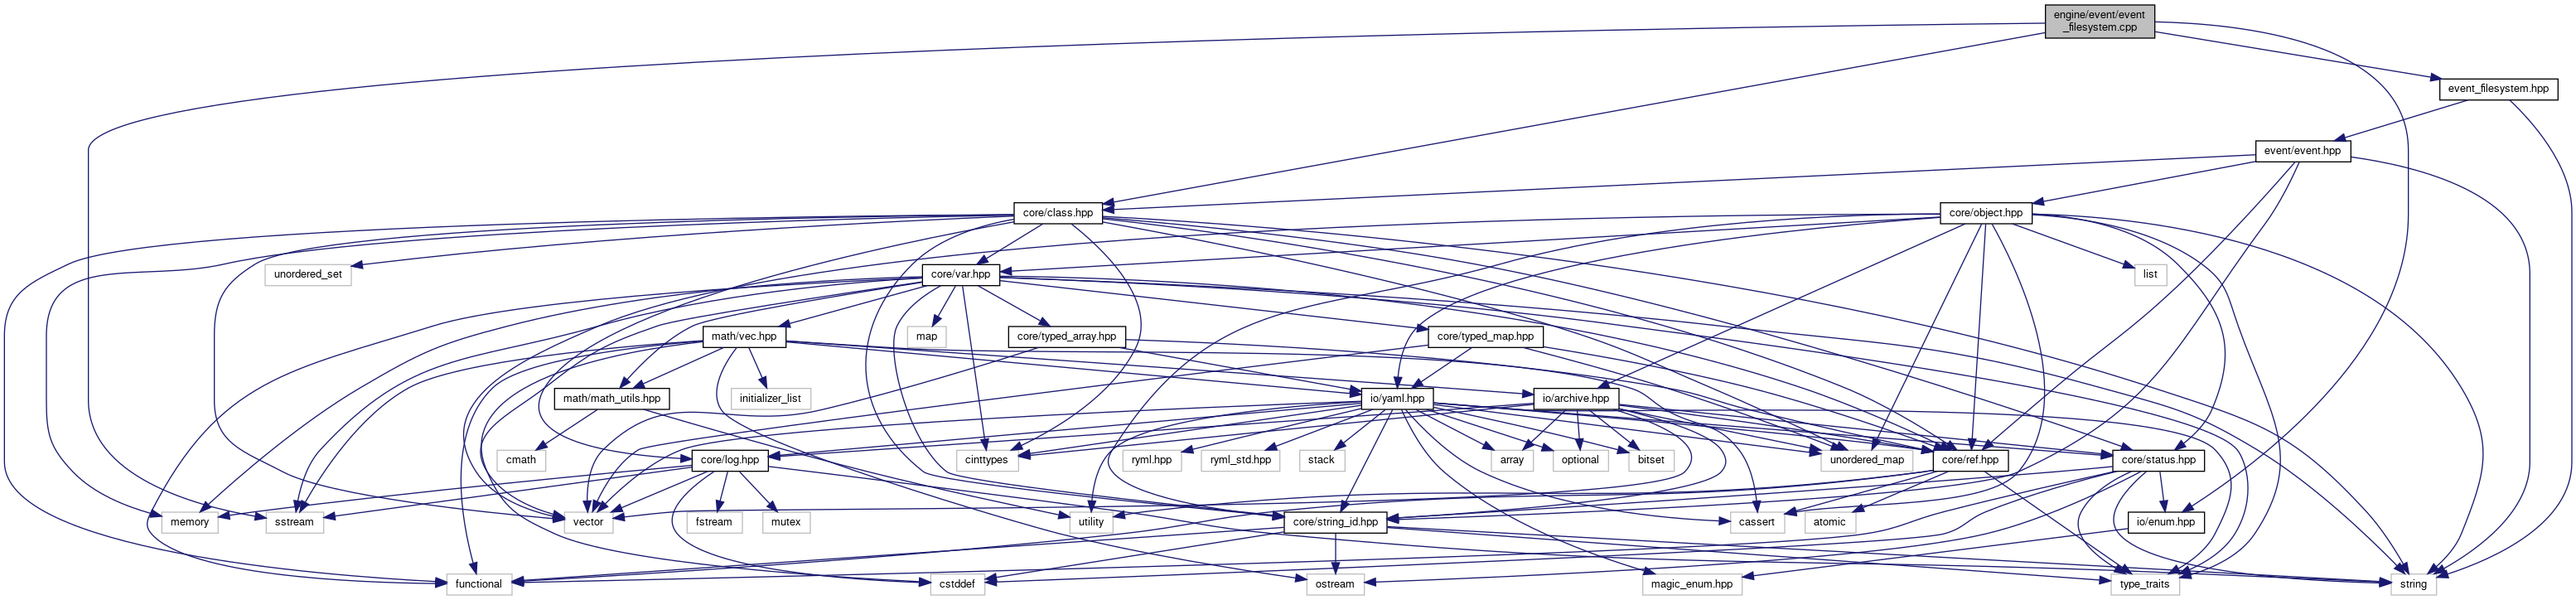 engine/event/event
_filesystem.cpp
event_filesystem.hpp
event/event.hpp
core/class.hpp
core/object.hpp
unordered_set
core/var.hpp
list
math/vec.hpp
map
core/typed_array.hpp
core/typed_map.hpp
math/math_utils.hpp
initializer_list
io/yaml.hpp
io/archive.hpp
cmath
core/log.hpp
cinttypes
ryml.hpp
ryml_std.hpp
stack
array
optional
bitset
unordered_map
core/ref.hpp
core/status.hpp
memory
sstream
vector
fstream
mutex
utility
core/string_id.hpp
cassert
atomic
io/enum.hpp
functional
cstddef
ostream
magic_enum.hpp
type_traits
string